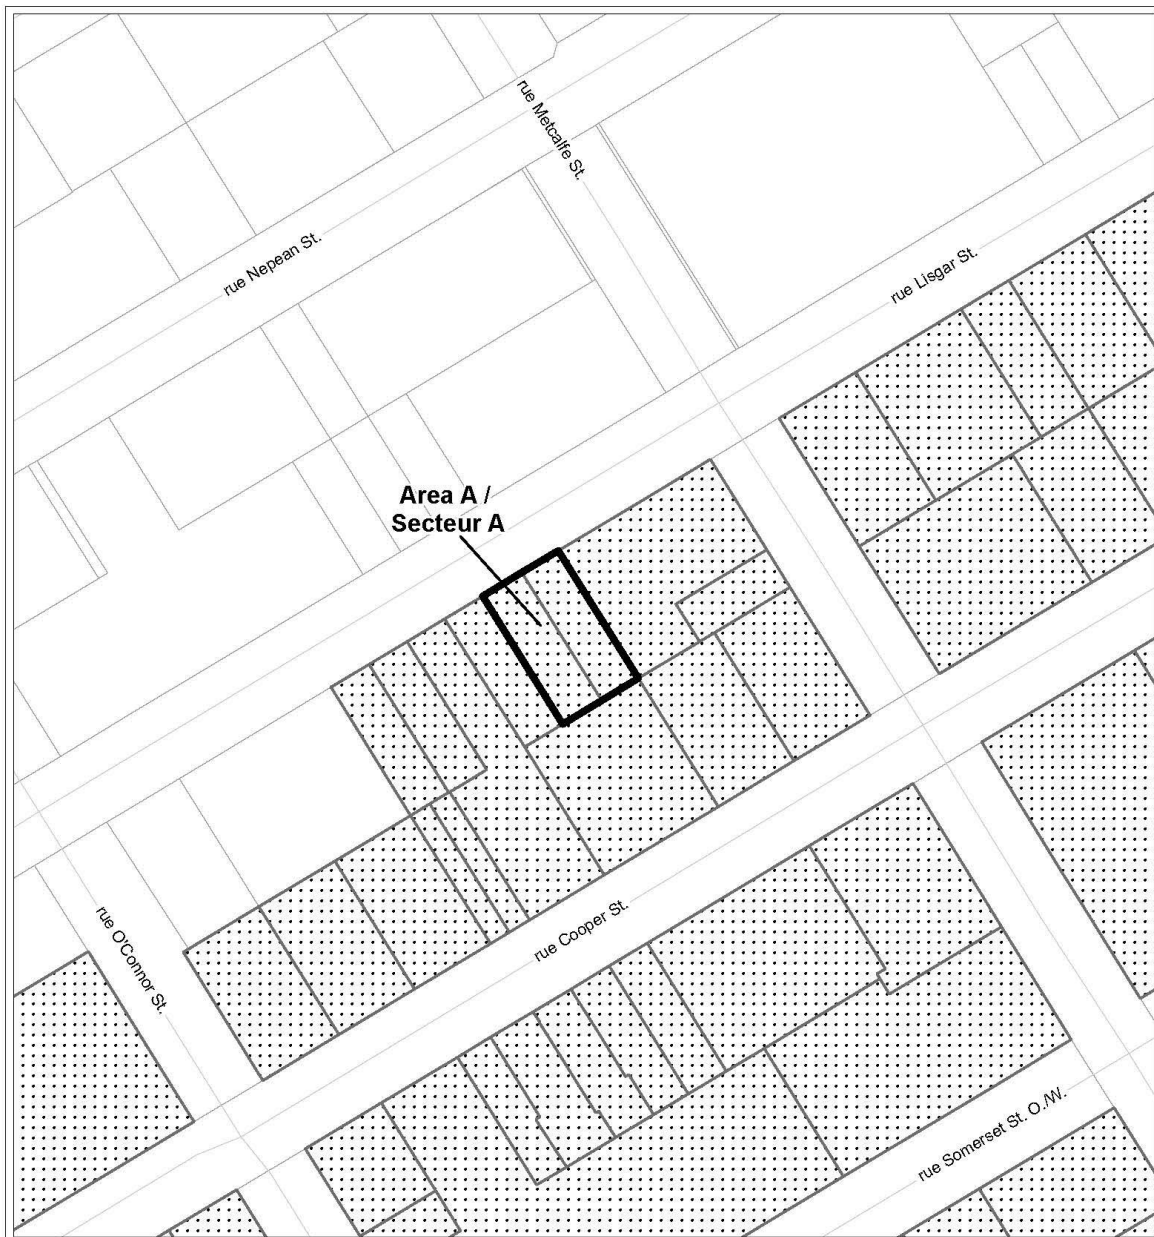 rue Metcalfe St.
rue Nepean St.
rue Lisgar St.
Area A /
Secteur A
rue Cooper St.
rue O'Connor St.
rue Somerset St. O./W.